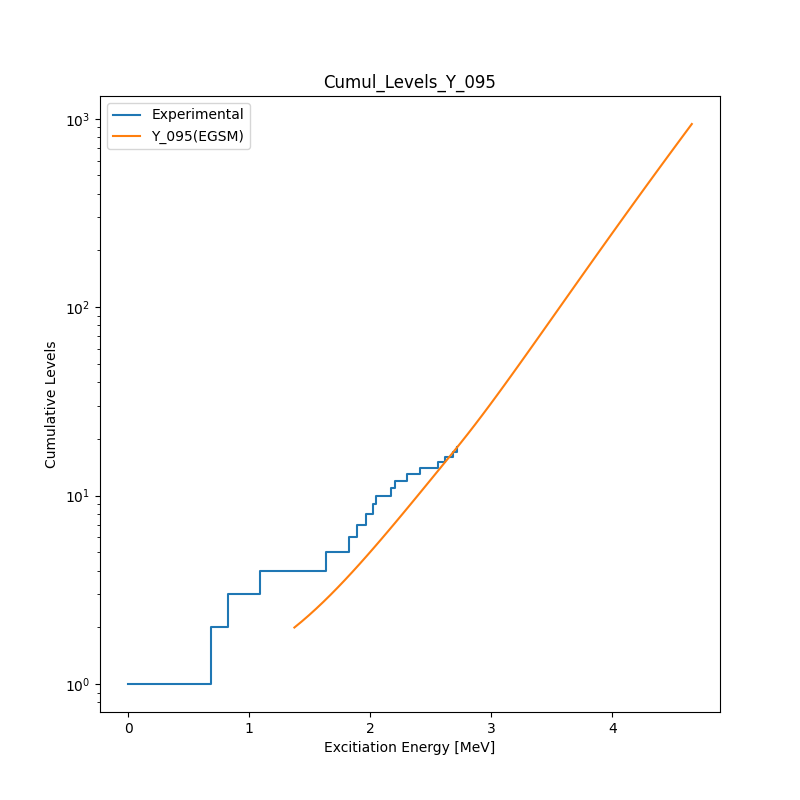 Cumul_Levels_Y_095
Experimental
Y_095(EGSM)
Cumulative Levels
10³
10²
10¹
10⁰
0 1 2 3 4
Excitiation Energy [MeV]